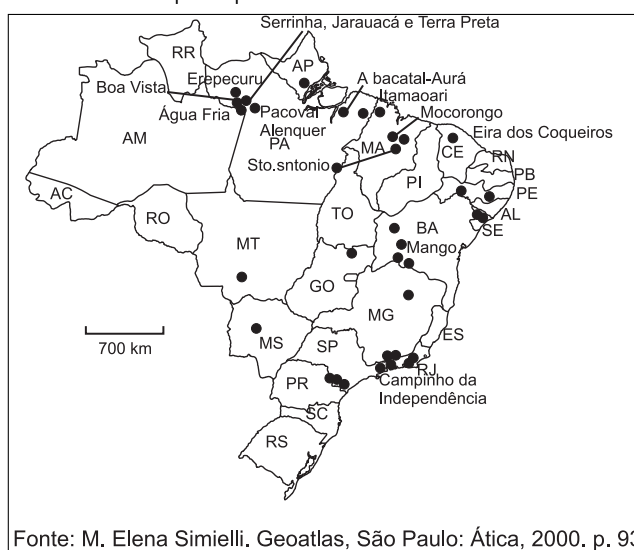 Serrinha, Jarauacá e Terra Preta
RR
AP
Erepecuru
A bacatal-Aurá
Boa Vista
Itamaoari
Mocorongo
Água Fria
Pacoval
Alenquer
Eira dos Coqueiros
AM
PA
MA
CE
RN
Sto.sntonio
PB
PI
PE
AC
AL
TO
BA
SE
RO
MT
Mango
GO
MG
ES
700 km
MS
SP
RJ
PR
Campinho da
Independência
SC
RS
Fonte: M. Elena Simielli, Geoatlas, São Paulo: Ática, 2000, p. 93